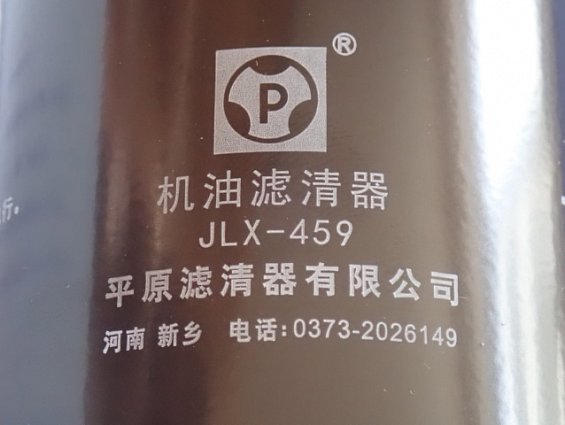 P ®
机油滤清器
JLX-459
平原滤清器有限公司
河南 新乡 电话:0373-2026149
行。